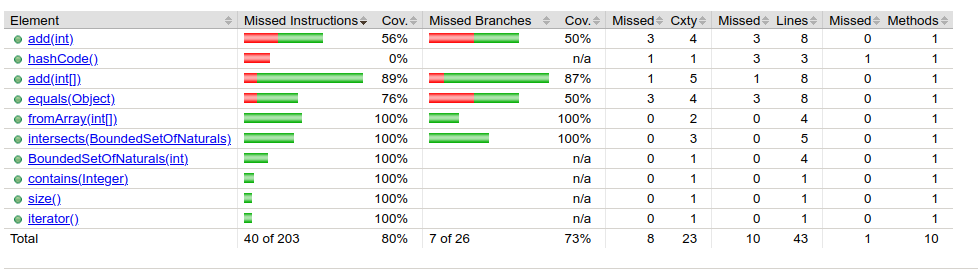 Element Missed Instructions Cov. Missed Branches Cov. Missed Cxty Missed Lines Missed Methods
add(int) 56% 50% 3 4 3 8 0 1
hashCode() 0% n/a 1 1 3 3 1 1
add(int[]) 89% 87% 1 5 1 8 0 1
equals(Object) 76% 50% 3 4 3 8 0 1
fromArray(int[]) 100% 100% 0 2 0 4 0 1
intersects(BoundedSetOfNaturals) 100% 100% 0 3 0 5 0 1
BoundedSetOfNaturals(int) 100% n/a 0 1 0 4 0 1
contains(Integer) 100% n/a 0 1 0 1 0 1
size() 100% n/a 0 1 0 1 0 1
iterator() 100% n/a 0 1 0 1 0 1
Total 40 of 203 80% 7 of 26 73% 8 23 10 43 1 10